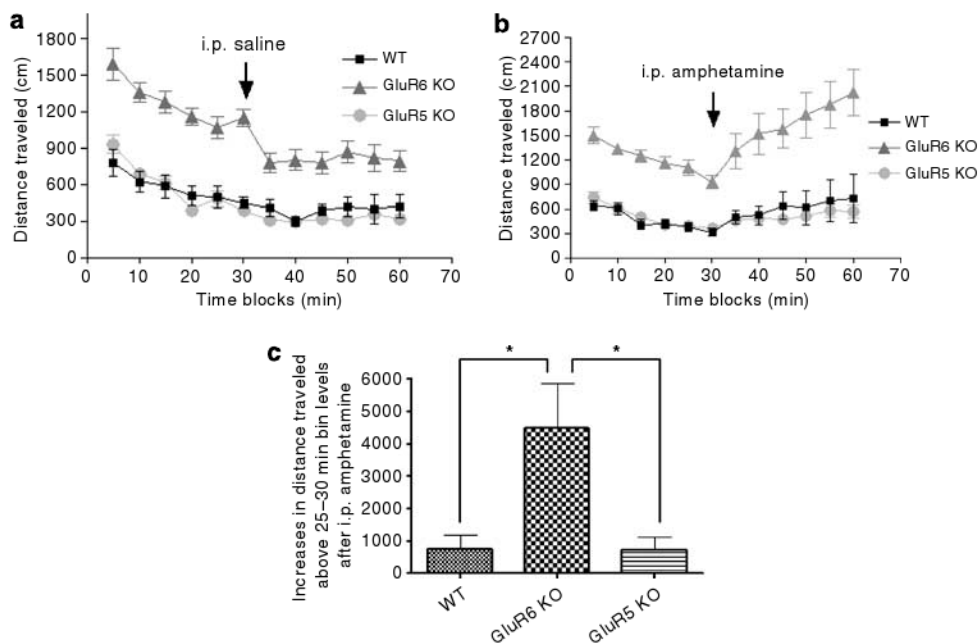 a
b
1800
1500
1200
900
600
300
0
Distance traveled (cm)
i.p. saline
WT
GluR6 KO
GluR5 KO
0 10 20 30 40 50 60 70
Time blocks (min)
2700
2400
2100
1800
1500
1200
900
600
300
0
Distance traveled (cm)
i.p. amphetamine
WT
GluR6 KO
GluR5 KO
0 10 20 30 40 50 60 70
Time blocks (min)
c
* *
6000
5000
4000
3000
2000
1000
0
Increases in distance traveled
above 25–30 min bin levels
after i.p. amphetamine
WT
GluR6 KO
GluR5 KO